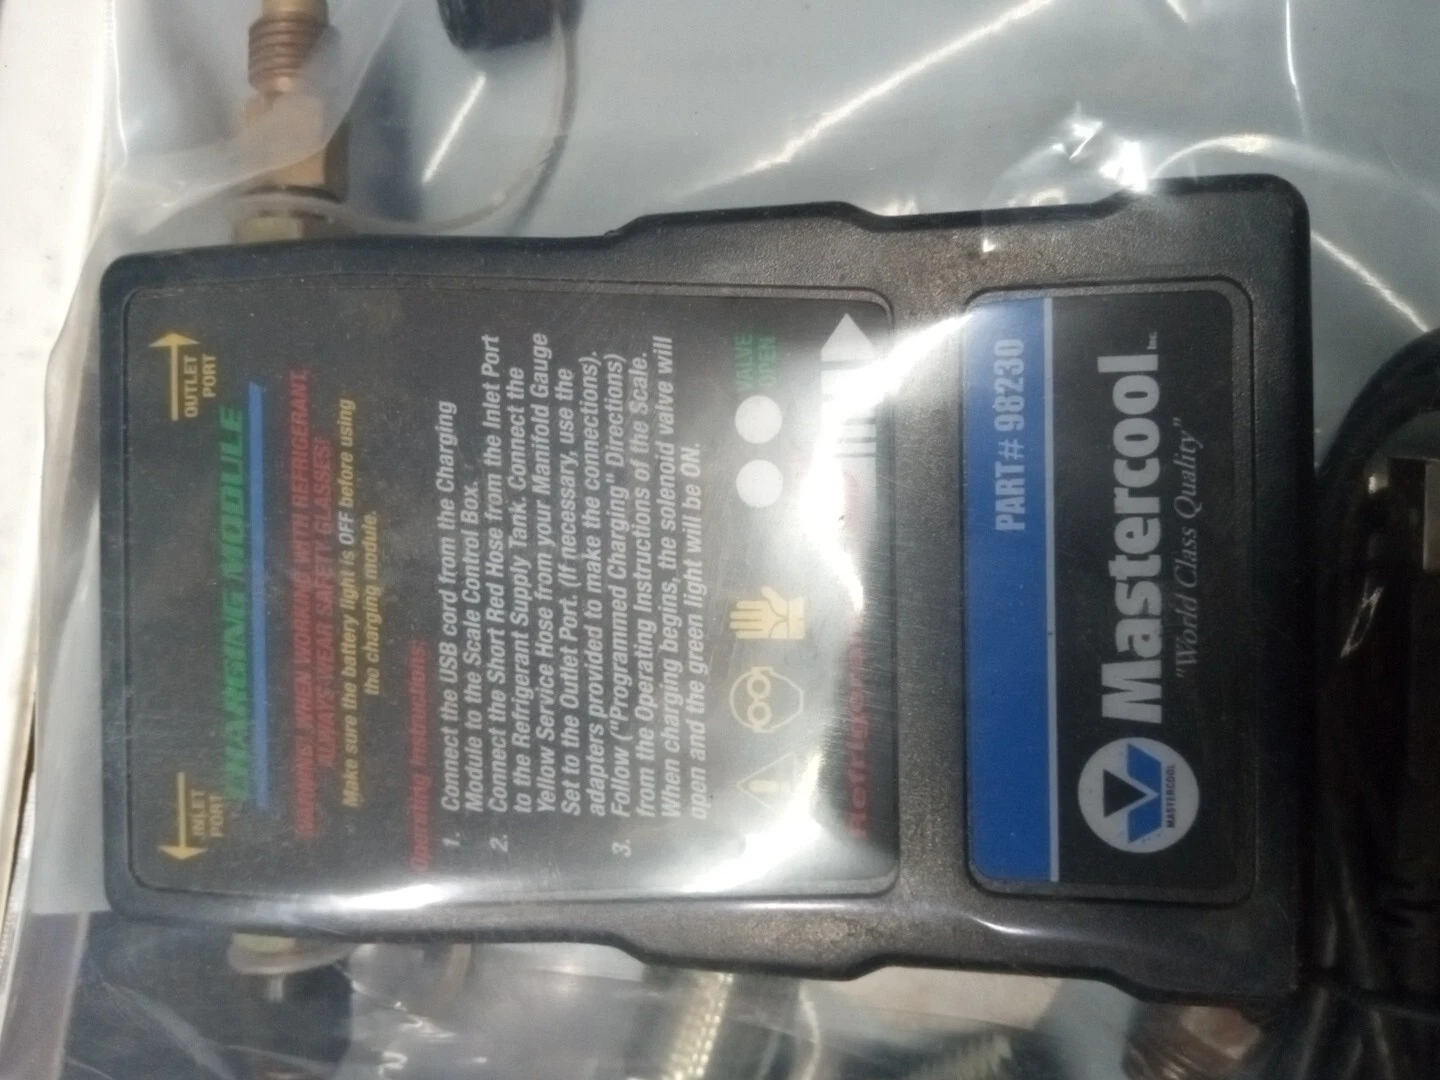 INLET PORT
OUTLET PORT
CHARGING MODULE
WARNING: WHEN WORKING WITH REFRIGERANT,
ALWAYS WEAR SAFETY GLASSES!
Make sure the battery light is OFF before using
the charging module.
1. Connect the USB cord from the Charging
Module to the Scale Control Box.
2. Connect the Short Red Hose from the Inlet Port
to the Refrigerant Supply Tank. Connect the
Yellow Service Hose from your Manifold Gauge
Set to the Outlet Port. (If necessary, use the
adapters provided to make the connections).
3. Follow ("Programmed Charging" Directions)
from the Operating Instructions of the Scale.
When charging begins, the solenoid valve will
open and the green light will be ON.
VALVE
OPEN
PART# 98230
Mastercool Inc.
"World Class Quality"
MASTERCOOL